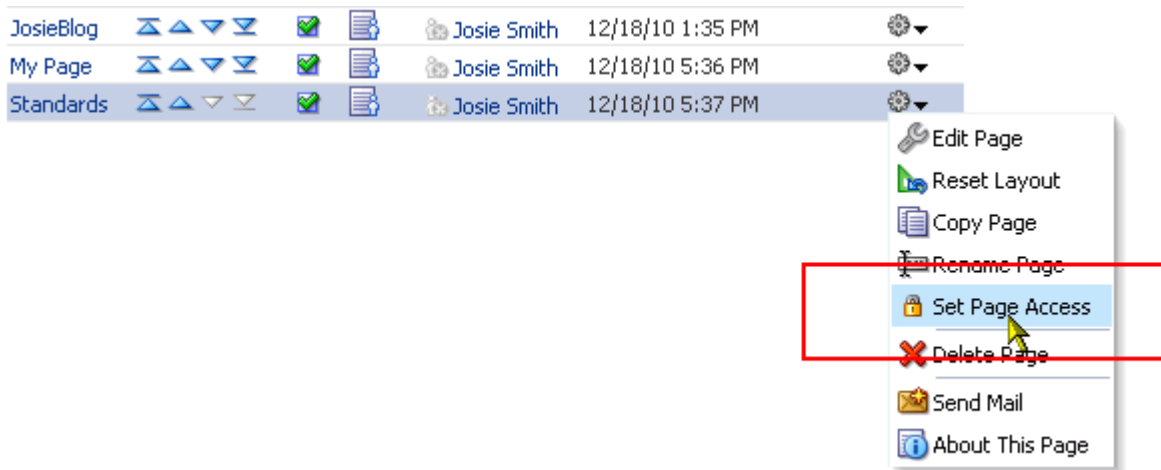 JosieBlog Josie Smith 12/18/10 1:35 PM
My Page Josie Smith 12/18/10 5:36 PM
Standards Josie Smith 12/18/10 5:37 PM
Edit Page
Reset Layout
Copy Page
Rename Page
Set Page Access
Delete Page
Send Mail
About This Page